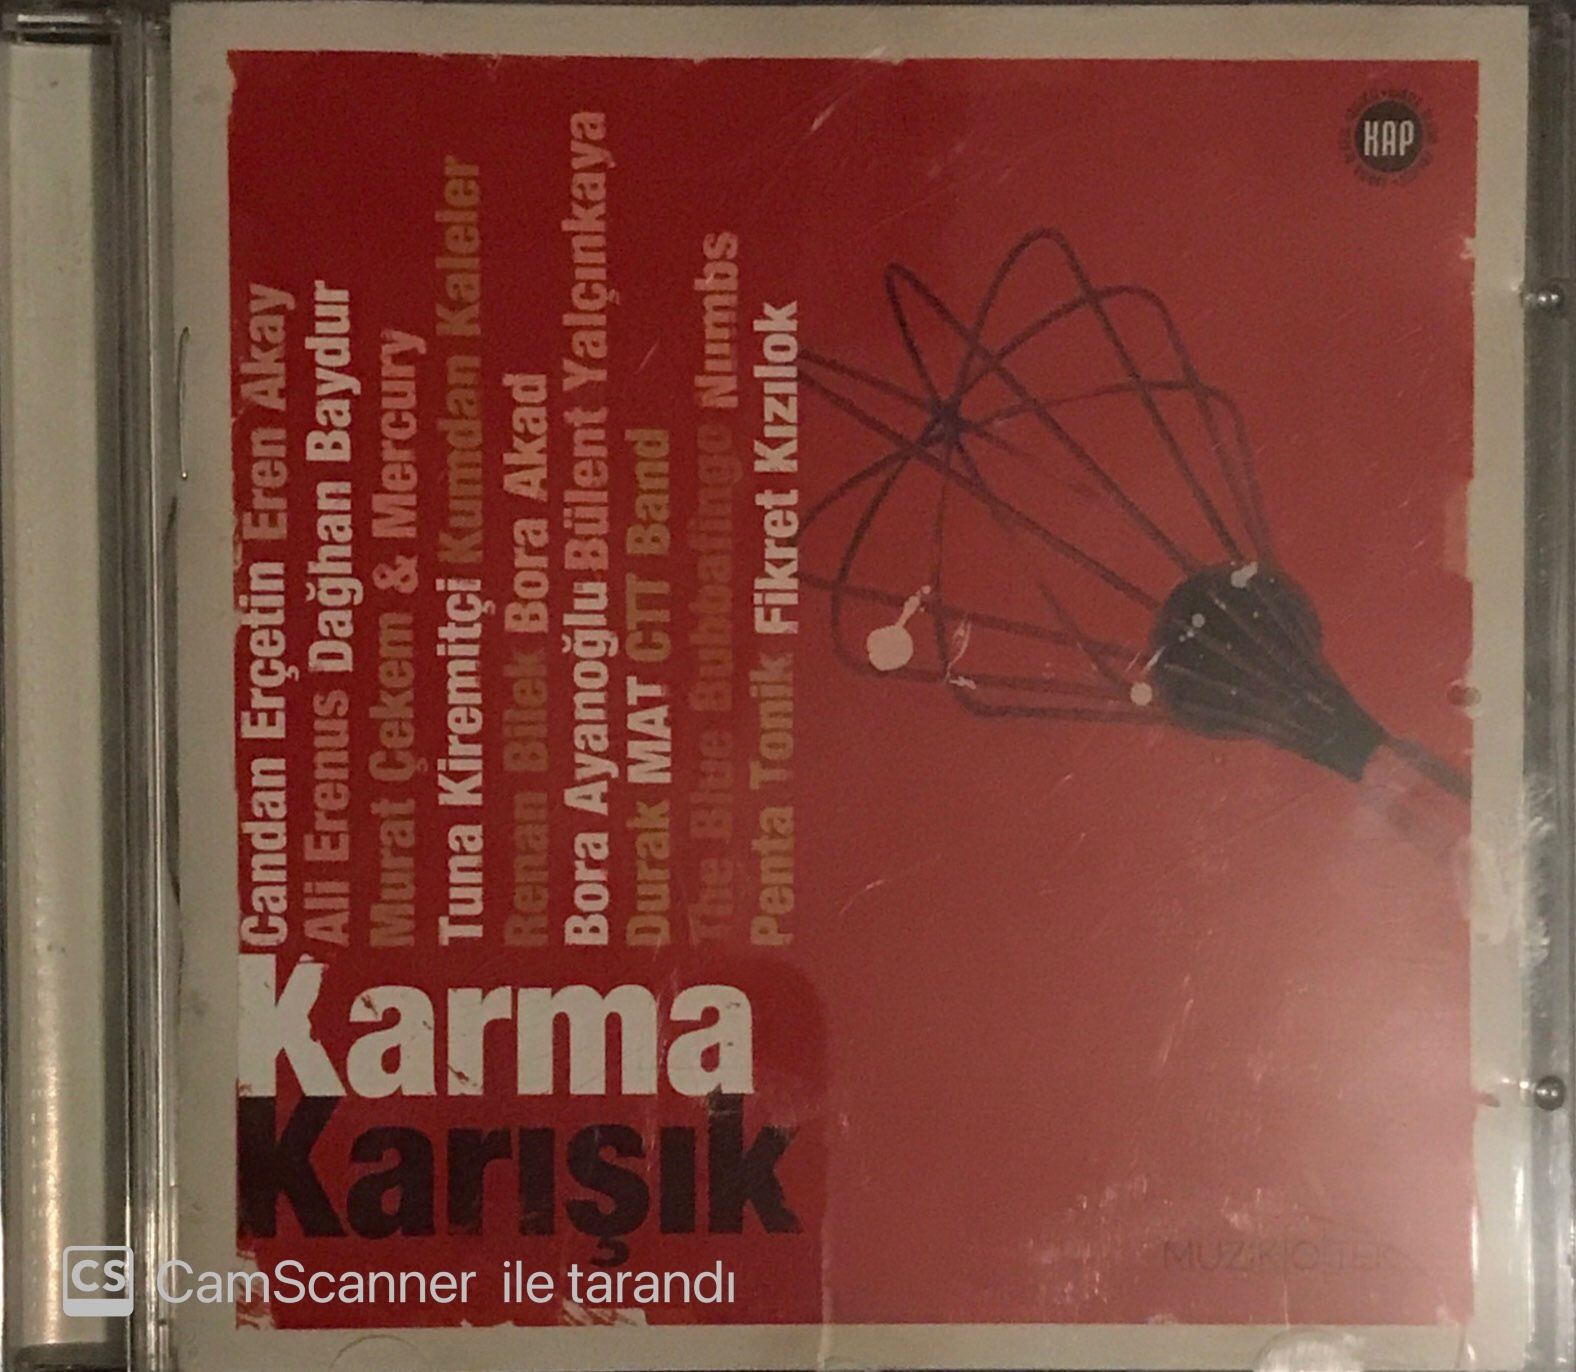 Candan Erçetin Eren Akay
Ali Erenus Dağhan Baydur
Murat Çekem & Mercury
Tuna Kiremitçi Kumdan Kaleler
Renan Bilek Bora Akad
Bora Ayanoğlu Bülent Yalçınkaya
Durak MAT CTT Band
The Blue Bubbafingo Numbs
Penta Tonik Fikret Kızılok
Karma
Karışık
KAP
CS CamScanner ile tarandı